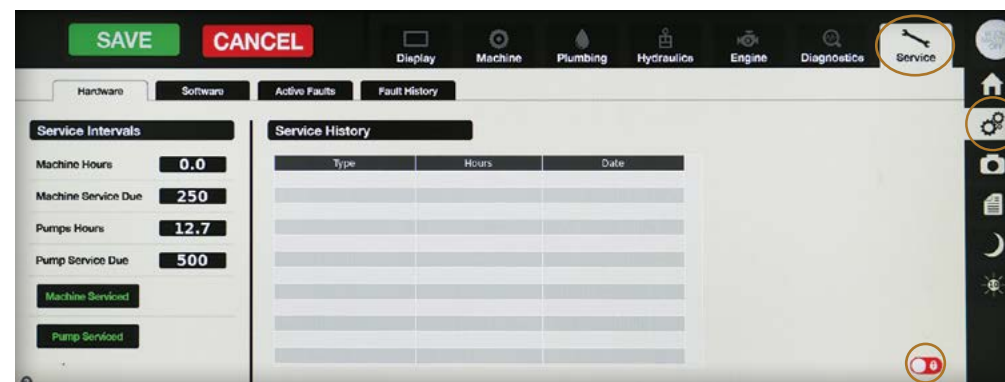 SAVE
CANCEL
Display
Machine
Plumbing
Hydraulics
Engine
Diagnostics
Service
Hardware
Software
Active Faults
Fault History
Service Intervals
Service History
Machine Hours 0.0
Machine Service Due 250
Pumps Hours 12.7
Pump Service Due 500
Machine Serviced
Pump Serviced
Type Hours Date